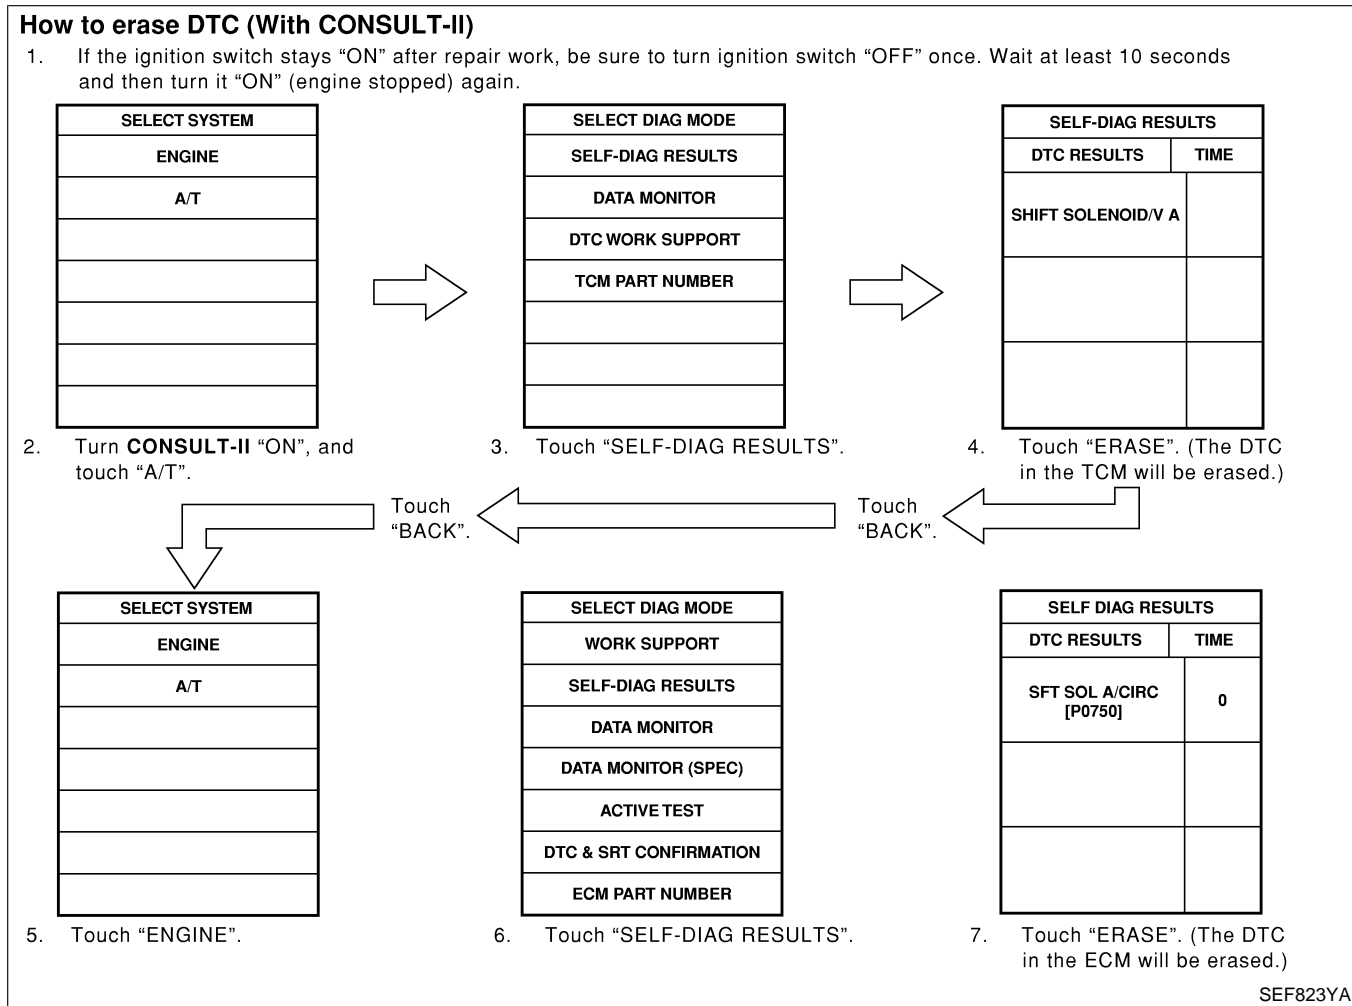 How to erase DTC (With CONSULT-II)
1. If the ignition switch stays “ON” after repair work, be sure to turn ignition switch “OFF” once. Wait at least 10 seconds
and then turn it “ON” (engine stopped) again.
SELECT SYSTEM
ENGINE
A/T
SELECT DIAG MODE
SELF-DIAG RESULTS
DATA MONITOR
DTC WORK SUPPORT
TCM PART NUMBER
SELF-DIAG RESULTS
DTC RESULTS TIME
SHIFT SOLENOID/V A
2. Turn CONSULT-II “ON”, and
touch “A/T”.
3. Touch “SELF-DIAG RESULTS”.
4. Touch “ERASE”. (The DTC
in the TCM will be erased.)
Touch
“BACK”.
Touch
“BACK”.
SELECT SYSTEM
ENGINE
A/T
SELECT DIAG MODE
WORK SUPPORT
SELF-DIAG RESULTS
DATA MONITOR
DATA MONITOR (SPEC)
ACTIVE TEST
DTC & SRT CONFIRMATION
ECM PART NUMBER
SELF DIAG RESULTS
DTC RESULTS TIME
SFT SOL A/CIRC
[P0750]
0
5. Touch “ENGINE”.
6. Touch “SELF-DIAG RESULTS”.
7. Touch “ERASE”. (The DTC
in the ECM will be erased.)
SEF823YA